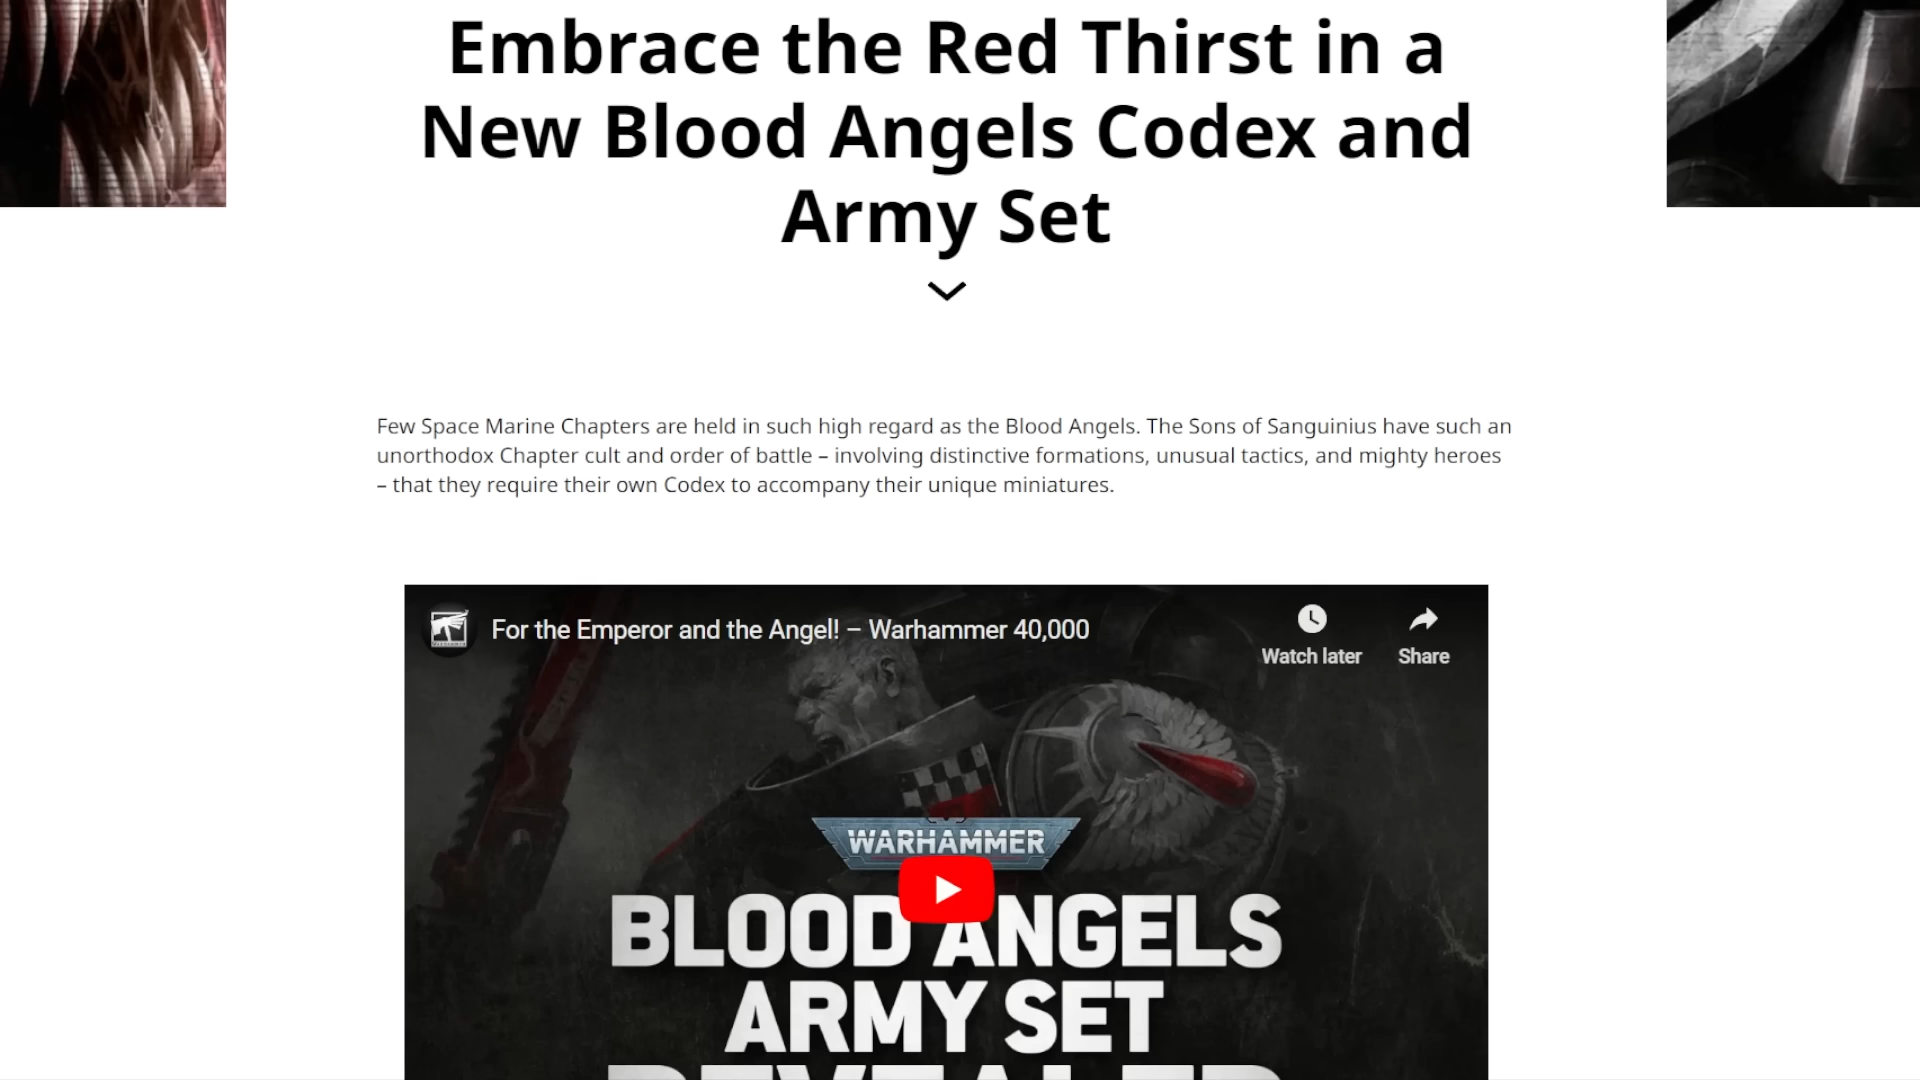 Embrace the Red Thirst in a
New Blood Angels Codex and
Army Set
Few Space Marine Chapters are held in such high regard as the Blood Angels. The Sons of Sanguinius have such an
unorthodox Chapter cult and order of battle – involving distinctive formations, unusual tactics, and mighty heroes
– that they require their own Codex to accompany their unique miniatures.
For the Emperor and the Angel! – Warhammer 40,000
Watch later
Share
WARHAMMER
BLOOD ANGELS
ARMY SET
REVEALED